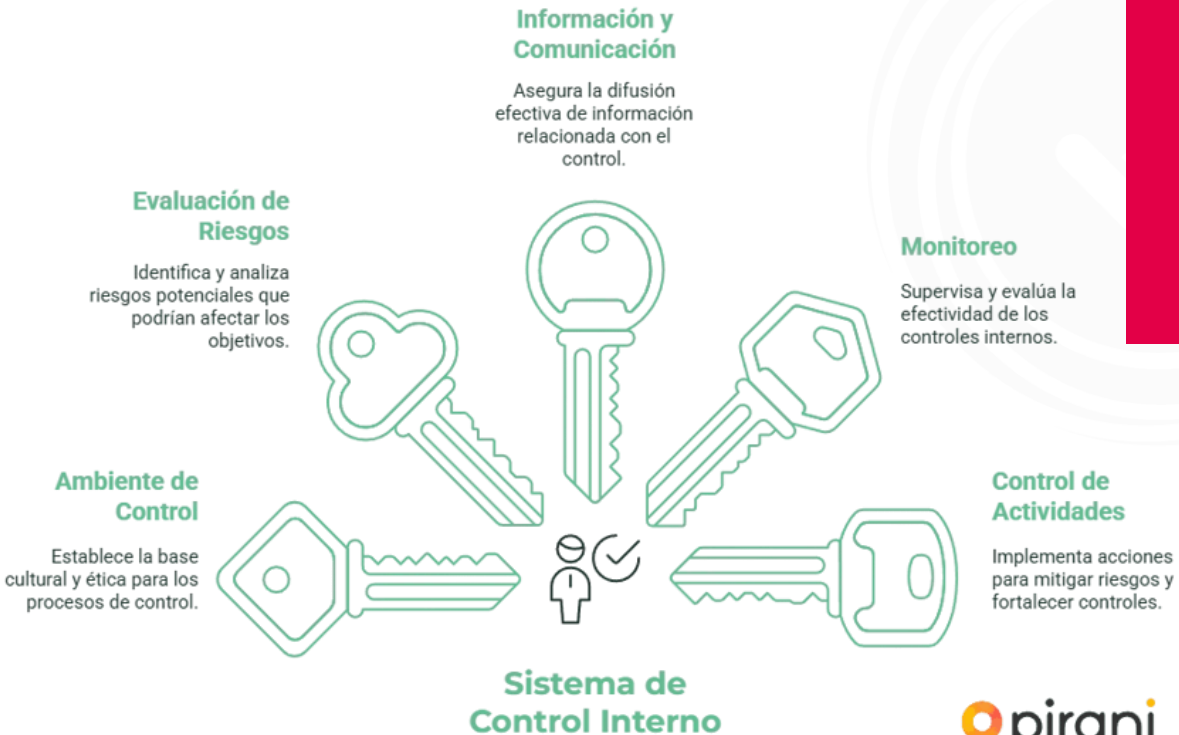 Información y
Comunicación
Asegura la difusión
efectiva de información
relacionada con el
control.
Evaluación de
Riesgos
Identifica y analiza
riesgos potenciales que
podrían afectar los
objetivos.
Monitoreo
Supervisa y evalúa la
efectividad de los
controles internos.
Ambiente de
Control
Establece la base
cultural y ética para los
procesos de control.
Control de
Actividades
Implementa acciones
para mitigar riesgos y
fortalecer controles.
Sistema de
Control Interno
pirani